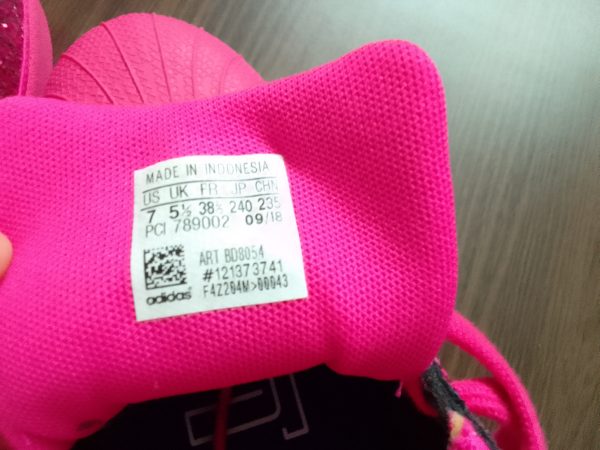 MADE IN INDONESIA
US UK FR JP CHN
7 5½ 38⅔ 240 235
PCI 789002 09/18
ART BD8054
#121373741
adidas F4Z204M>00043